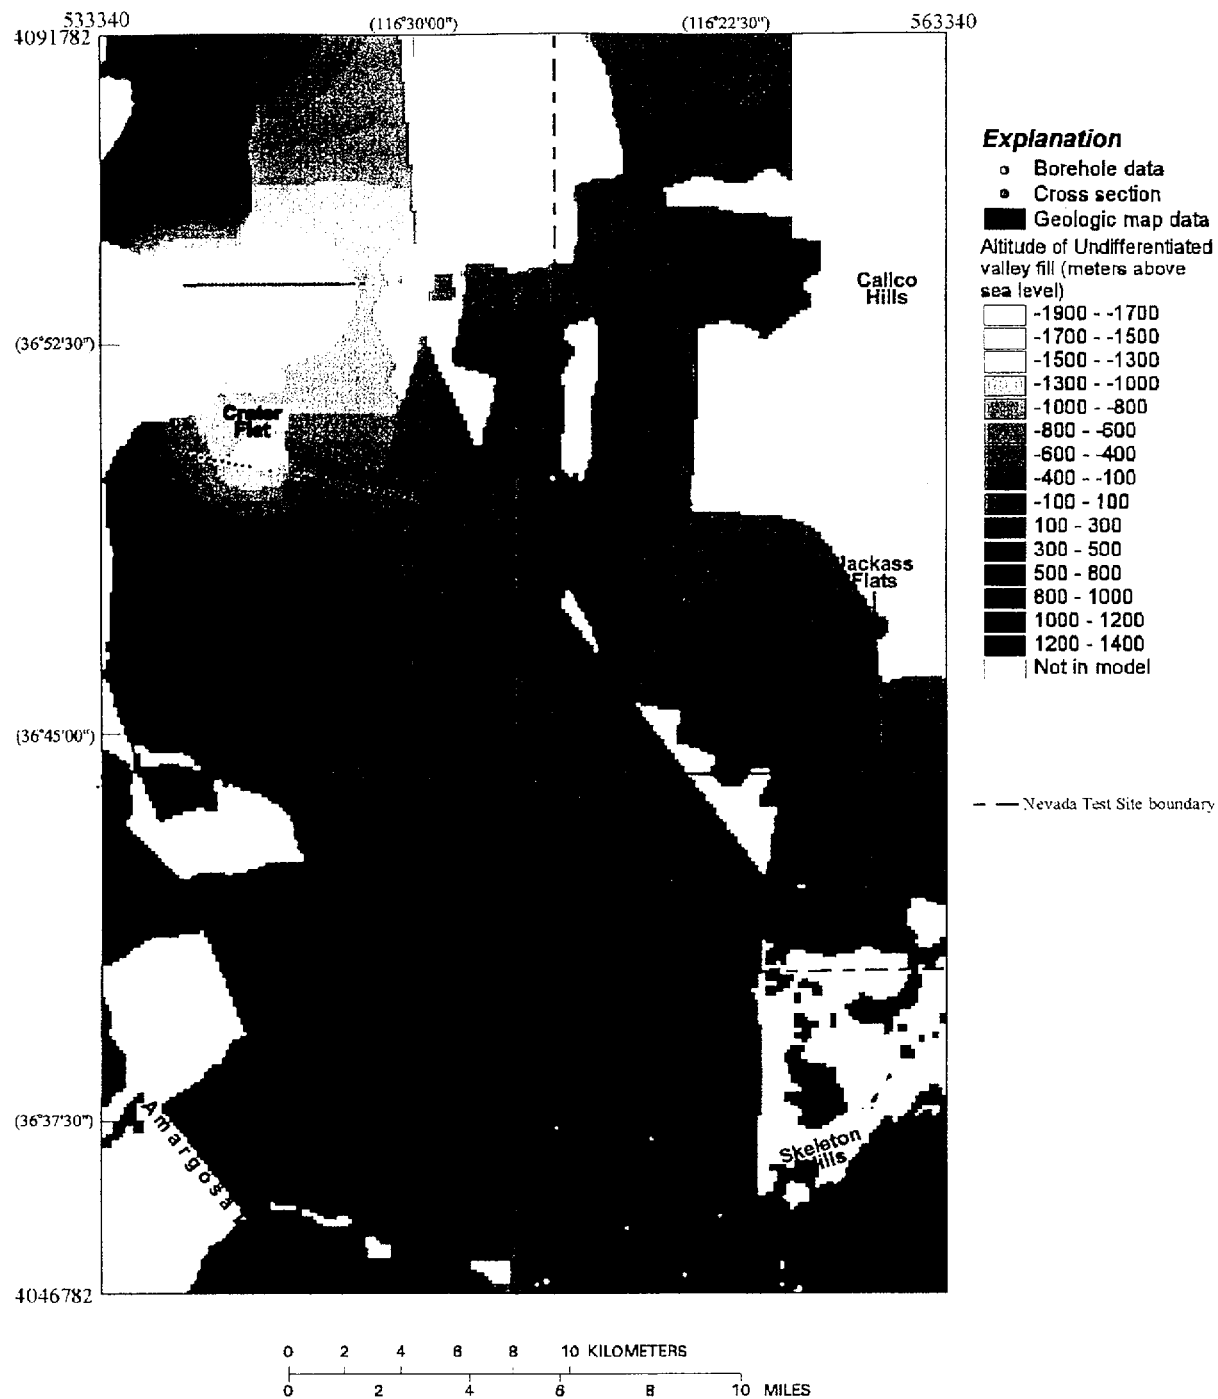 533340
(116°30'00")
(116°22'30")
563340
4091782
Explanation
Borehole data
Cross section
Geologic map data
Altitude of Undifferentiated
valley fill (meters above
sea level)
-1900 - -1700
-1700 - -1500
-1500 - -1300
-1300 - -1000
-1000 - -800
-800 - -600
-600 - -400
-400 - -100
-100 - 100
100 - 300
300 - 500
500 - 800
800 - 1000
1000 - 1200
1200 - 1400
Not in model
Nevada Test Site boundary
Calico
Hills
(36°52'30")
Crater
Flat
Jackass
Flats
(36°45'00")
(36°37'30")
Amargosa
Skeleton
Hills
4046782
0 2 4 6 8 10 KILOMETERS
0 2 4 6 8 10 MILES